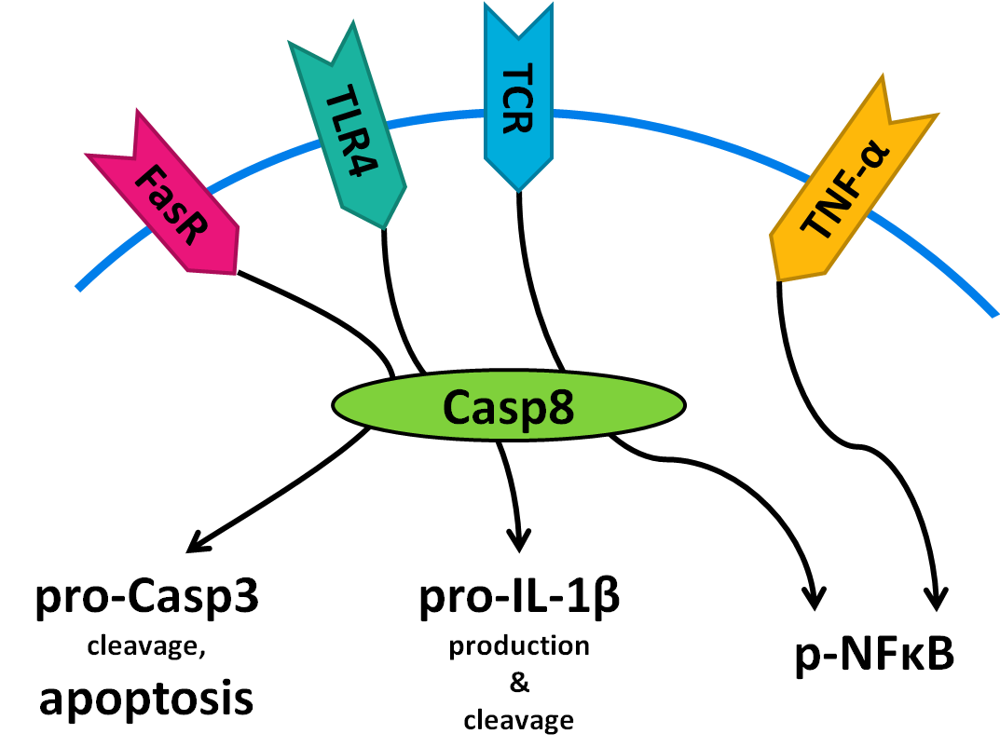 FasR
TLR4
TCR
TNF-α
Casp8
pro-Casp3
cleavage,
apoptosis
pro-IL-1β
production
&
cleavage
p-NFκB